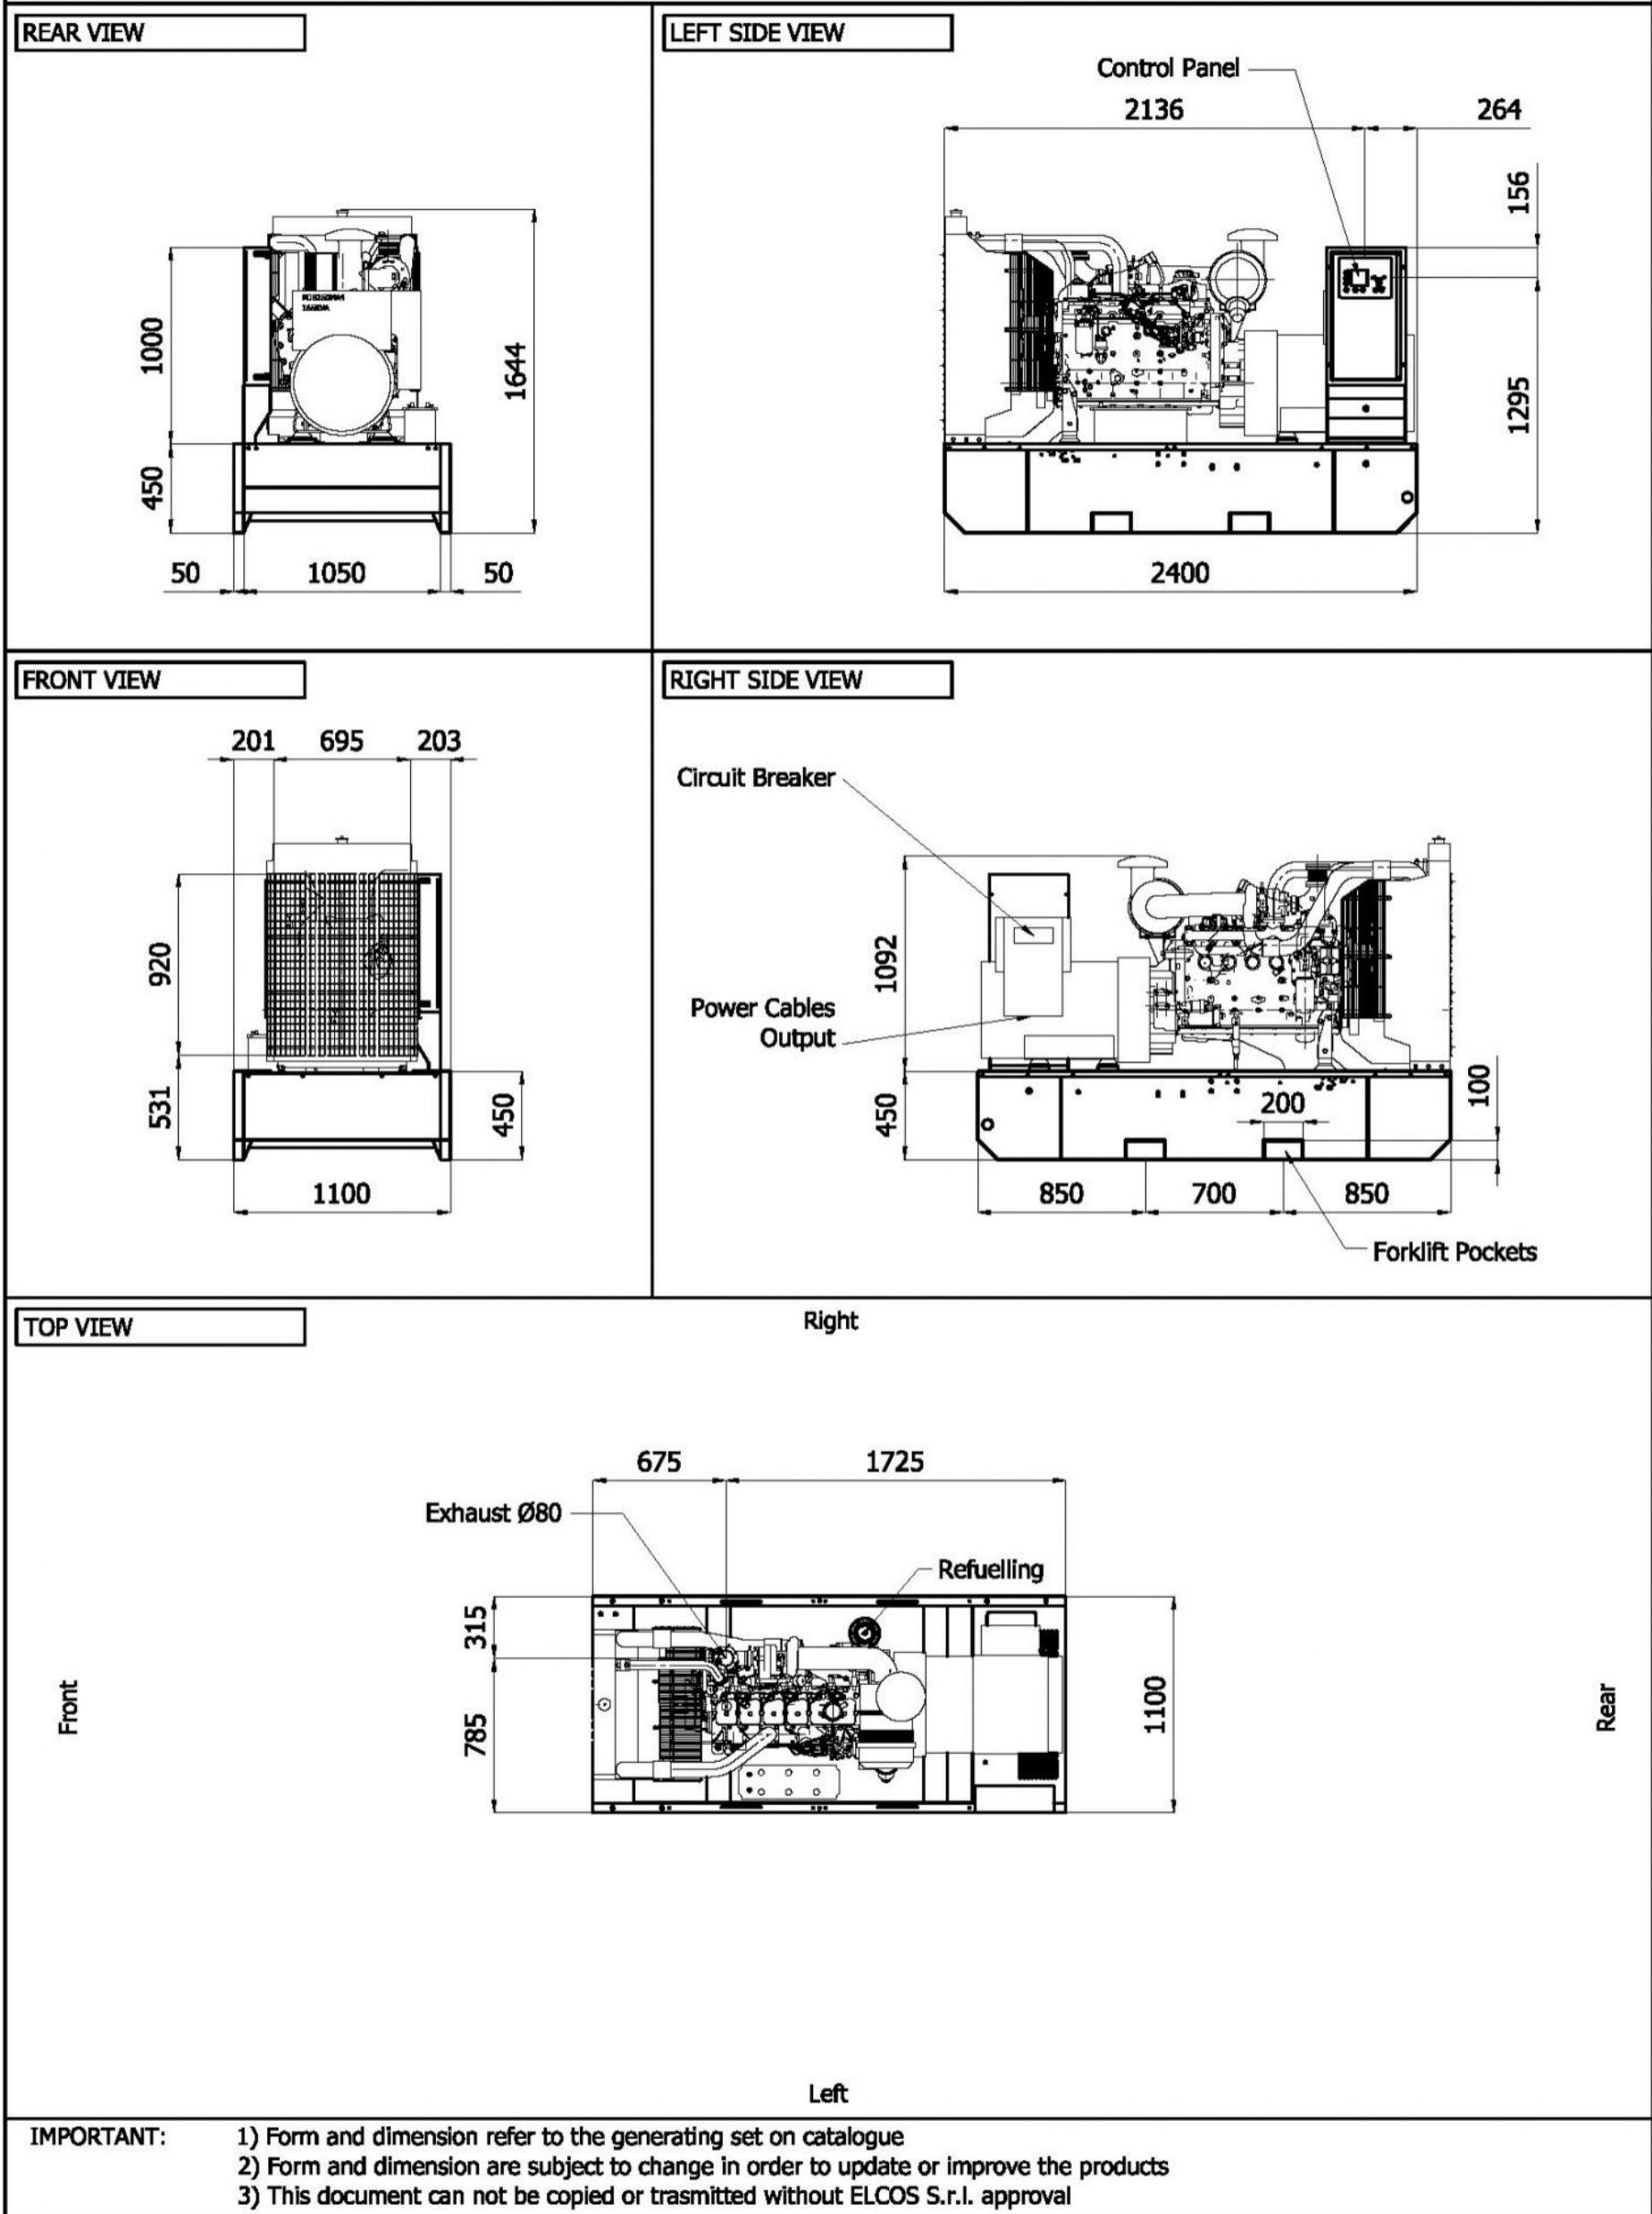 REAR VIEW
1000
450
1644
50
1050
50
LEFT SIDE VIEW
Control Panel
2136
264
156
1295
2400
FRONT VIEW
201
695
203
920
531
450
1100
RIGHT SIDE VIEW
Circuit Breaker
1092
Power Cables
Output
450
200
100
850
700
850
Forklift Pockets
TOP VIEW
Right
675
1725
Exhaust Ø80
Refuelling
315
785
1100
Front
Rear
Left
IMPORTANT:
1) Form and dimension refer to the generating set on catalogue
2) Form and dimension are subject to change in order to update or improve the products
3) This document can not be copied or trasmitted without ELCOS S.r.l. approval